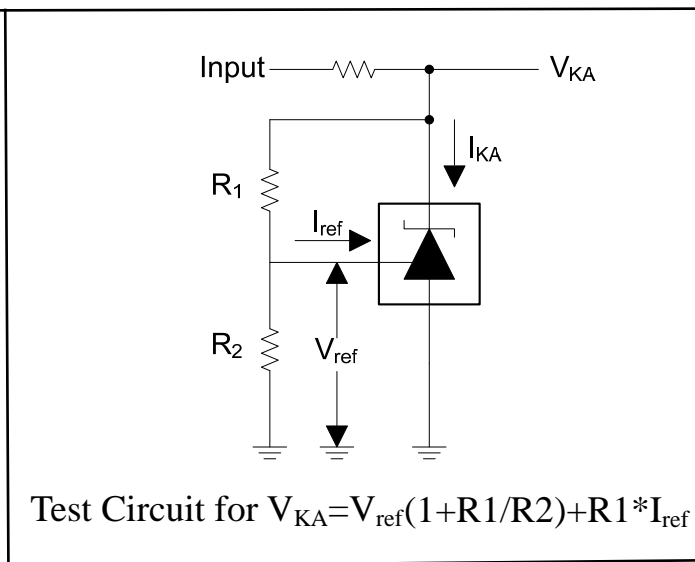 Input
V_KA
I_KA
R_1
I_ref
R_2
V_ref
Test Circuit for V_KA=V_ref(1+R1/R2)+R1*I_ref